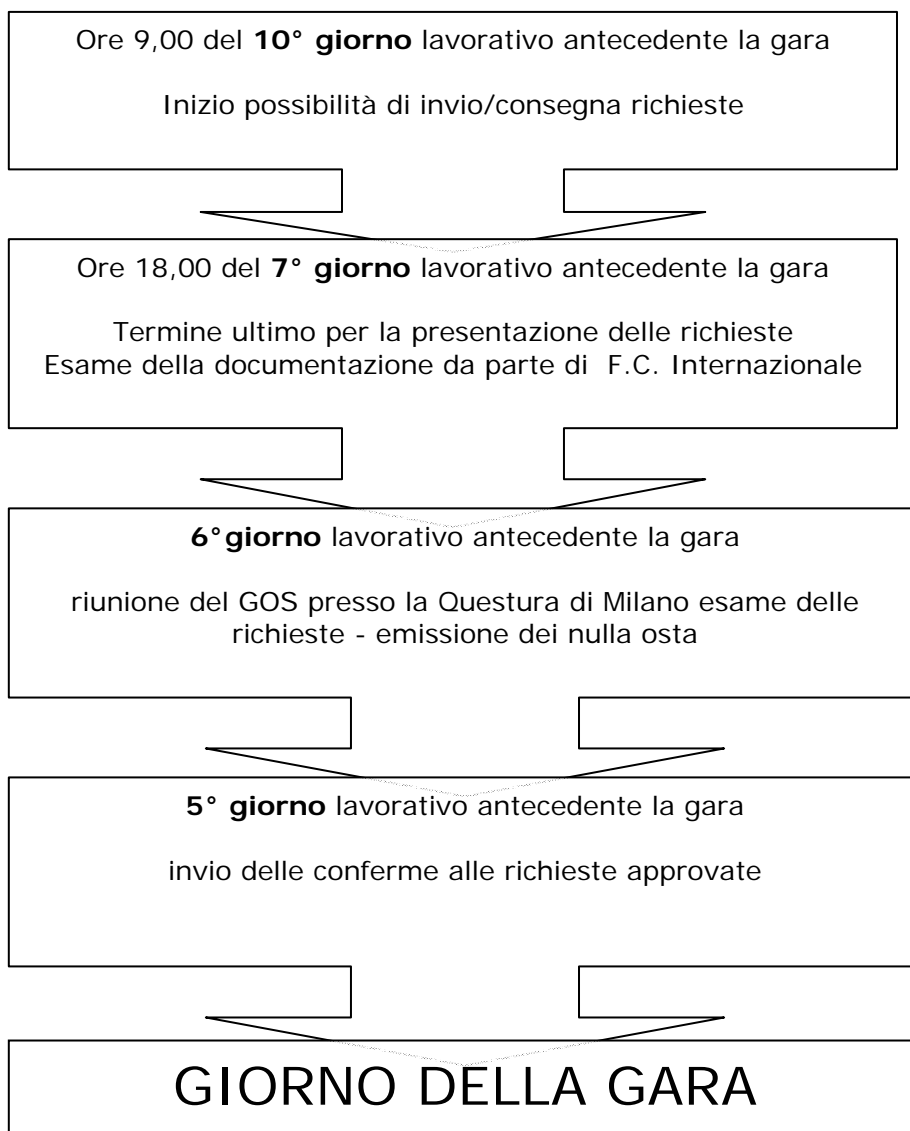 Ore 9,00 del 10° giorno lavorativo antecedente la gara
Inizio possibilità di invio/consegna richieste
Ore 18,00 del 7° giorno lavorativo antecedente la gara
Termine ultimo per la presentazione delle richieste
Esame della documentazione da parte di F.C. Internazionale
6°giorno lavorativo antecedente la gara
riunione del GOS presso la Questura di Milano esame delle
richieste - emissione dei nulla osta
5° giorno lavorativo antecedente la gara
invio delle conferme alle richieste approvate
GIORNO DELLA GARA